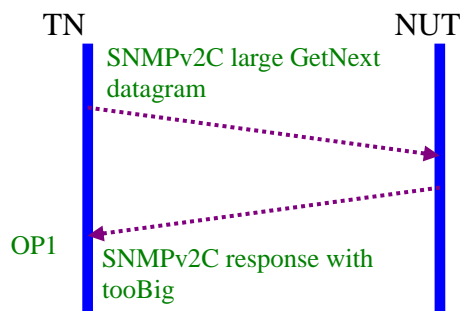 TN NUT
SNMPv2C large GetNext
datagram
OP1
SNMPv2C response with
tooBig